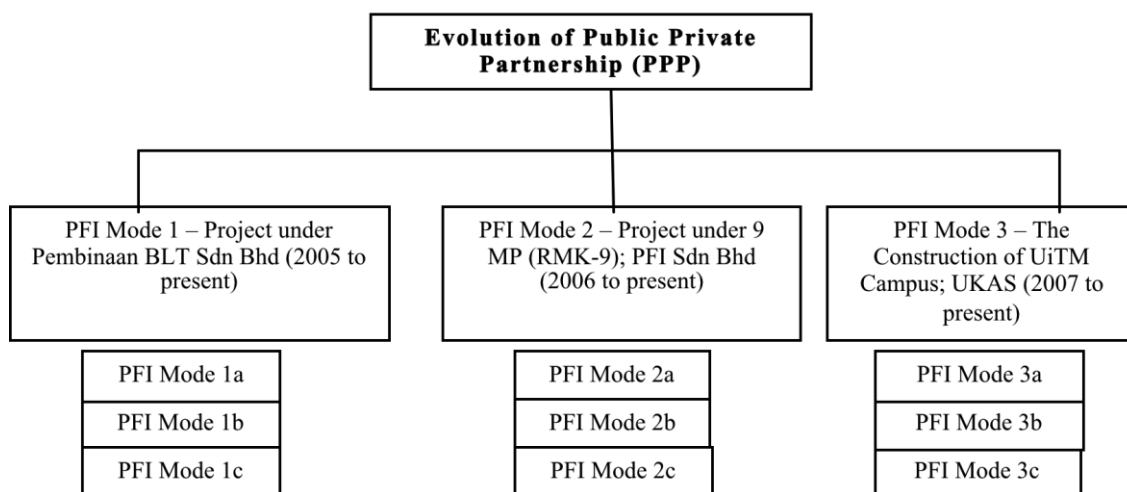 Evolution of Public Private
Partnership (PPP)
PFI Mode 1 – Project under
Pembinaan BLT Sdn Bhd (2005 to
present)
PFI Mode 2 – Project under 9
MP (RMK-9); PFI Sdn Bhd
(2006 to present)
PFI Mode 3 – The
Construction of UiTM
Campus; UKAS (2007 to
present)
PFI Mode 1a
PFI Mode 1b
PFI Mode 1c
PFI Mode 2a
PFI Mode 2b
PFI Mode 2c
PFI Mode 3a
PFI Mode 3b
PFI Mode 3c